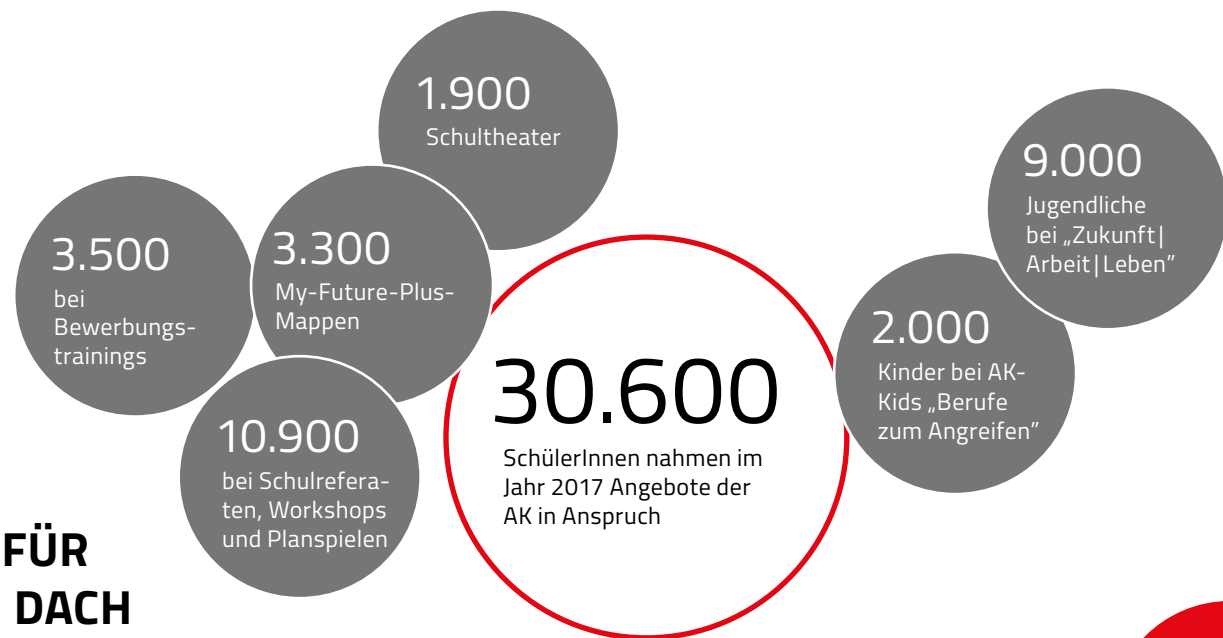 1.900
Schultheater
9.000
Jugendliche
bei „Zukunft|
Arbeit|Leben”
3.500
bei
Bewerbungs-
trainings
3.300
My-Future-Plus-
Mappen
2.000
Kinder bei AK-
Kids „Berufe
zum Angreifen”
30.600
SchülerInnen nahmen im
Jahr 2017 Angebote der
AK in Anspruch
10.900
bei Schulrefera-
ten, Workshops
und Planspielen
FÜR
DACH